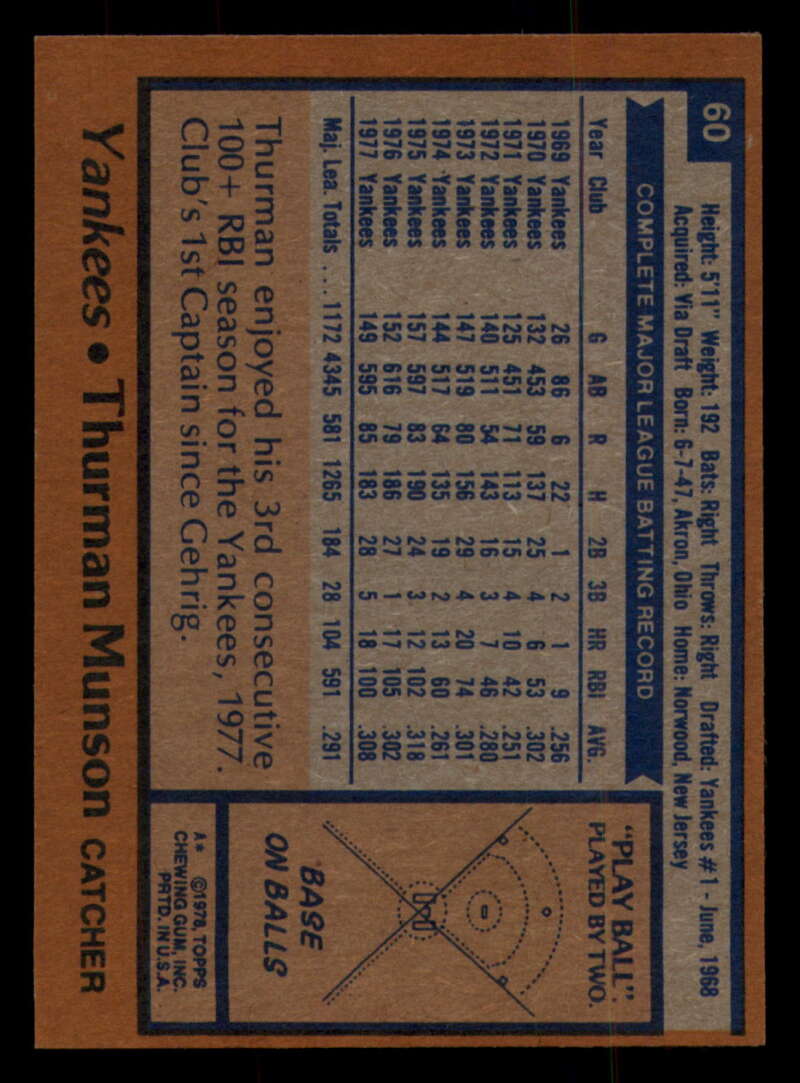 60
Height: 5'11" Weight: 192 Bats: Right Throws: Right Drafted: Yankees #1 - June, 1968
Acquired: Via Draft Born: 6-7-47, Akron, Ohio Home: Norwood, New Jersey
COMPLETE MAJOR LEAGUE BATTING RECORD
Year Club G AB R H 2B 3B HR RBI AVG.
1969 Yankees 26 86 6 22 1 2 1 9 .256
1970 Yankees 132 453 59 137 25 4 6 53 .302
1971 Yankees 125 451 71 113 15 4 10 42 .251
1972 Yankees 140 511 54 143 16 3 7 46 .280
1973 Yankees 147 519 80 156 29 4 20 74 .301
1974 Yankees 144 517 64 135 19 2 13 60 .261
1975 Yankees 157 597 83 190 24 3 12 102 .318
1976 Yankees 152 616 79 186 27 1 17 105 .302
1977 Yankees 149 595 85 183 28 5 18 100 .308
Maj. Lea. Totals .... 1172 4345 581 1265 184 28 104 591 .291
Thurman enjoyed his 3rd consecutive
100+ RBI season for the Yankees, 1977.
Club's 1st Captain since Gehrig.
"PLAY BALL".
PLAYED BY TWO.
BASE
ON BALLS
A* ©1978, TOPPS
CHEWING GUM, INC.
PRTD. IN U.S.A.
Yankees • Thurman Munson CATCHER